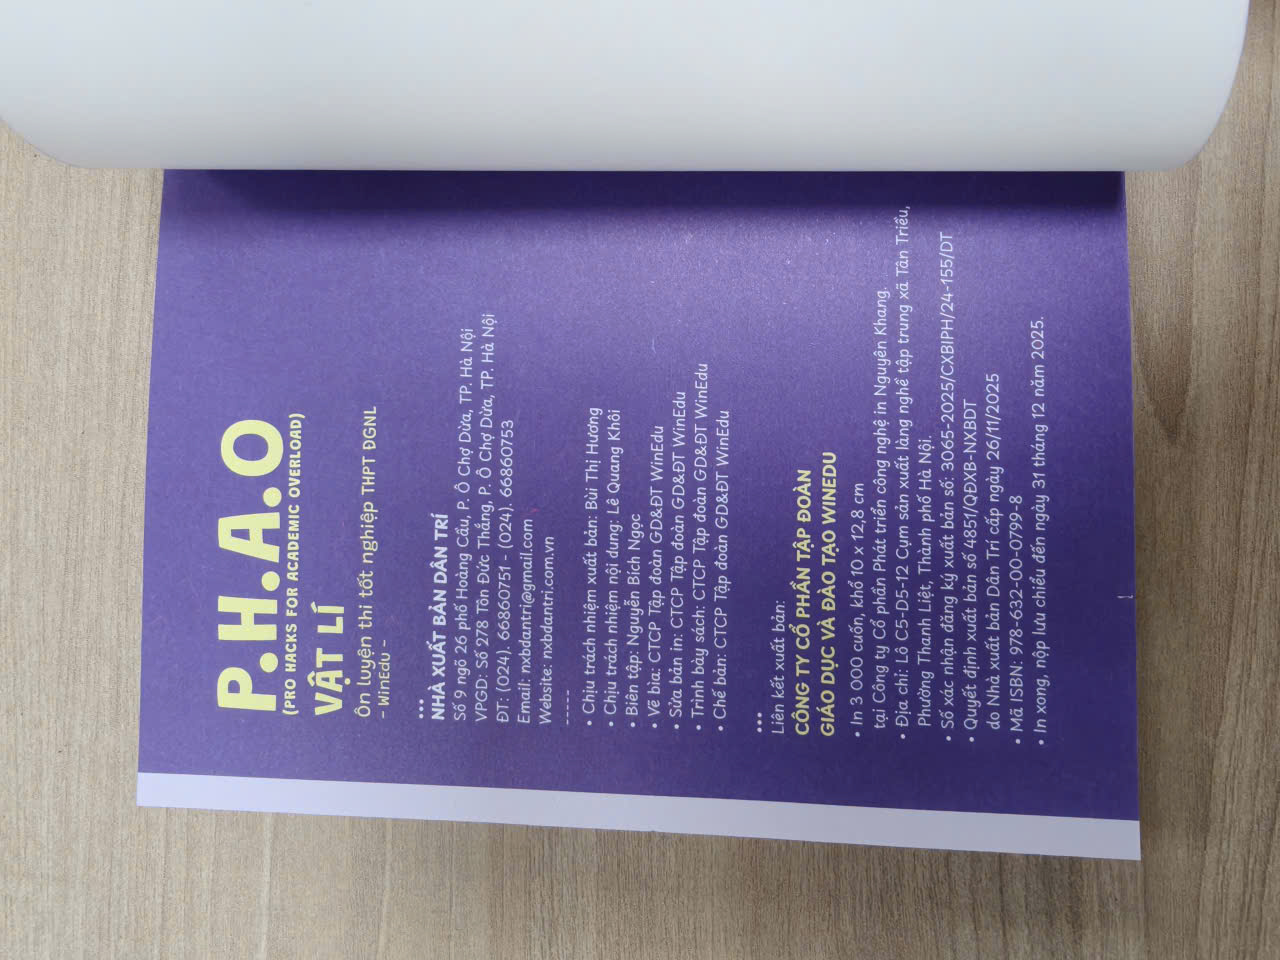 P.H.A.O
(PRO HACKS FOR ACADEMIC OVERLOAD)
VẬT LÍ
Ôn luyện thi tốt nghiệp THPT ĐGNL
- WinEdu -
•••
NHÀ XUẤT BẢN DÂN TRÍ
Số 9 ngõ 26 phố Hoàng Cầu, P. Ô Chợ Dừa, TP. Hà Nội
VPGD: Số 278 Tôn Đức Thắng, P. Ô Chợ Dừa, TP. Hà Nội
ĐT: (024). 66860751 - (024). 66860753
Email: nxbdantri@gmail.com
Website: nxbdantri.com.vn
-----
• Chịu trách nhiệm xuất bản: Bùi Thị Hương
• Chịu trách nhiệm nội dung: Lê Quang Khôi
• Biên tập: Nguyễn Bích Ngọc
• Vẽ bìa: CTCP Tập đoàn GD&ĐT WinEdu
• Sửa bản in: CTCP Tập đoàn GD&ĐT WinEdu
• Trình bày sách: CTCP Tập đoàn GD&ĐT WinEdu
• Chế bản: CTCP Tập đoàn GD&ĐT WinEdu
•••
Liên kết xuất bản:
CÔNG TY CỔ PHẦN TẬP ĐOÀN
GIÁO DỤC VÀ ĐÀO TẠO WINEDU
• In 3 000 cuốn, khổ 10 x 12,8 cm
tại Công ty Cổ phần Phát triển công nghệ in Nguyên Khang.
• Địa chỉ: Lô C5-D5-12 Cụm sản xuất làng nghề tập trung xã Tân Triều,
Phường Thanh Liệt, Thành phố Hà Nội.
• Số xác nhận đăng ký xuất bản số: 3065-2025/CXBIPH/24-155/DT
• Quyết định xuất bản số 4851/QĐXB-NXBDT
do Nhà xuất bản Dân Trí cấp ngày 26/11/2025
• Mã ISBN: 978-632-00-0799-8
• In xong, nộp lưu chiểu đến ngày 31 tháng 12 năm 2025.